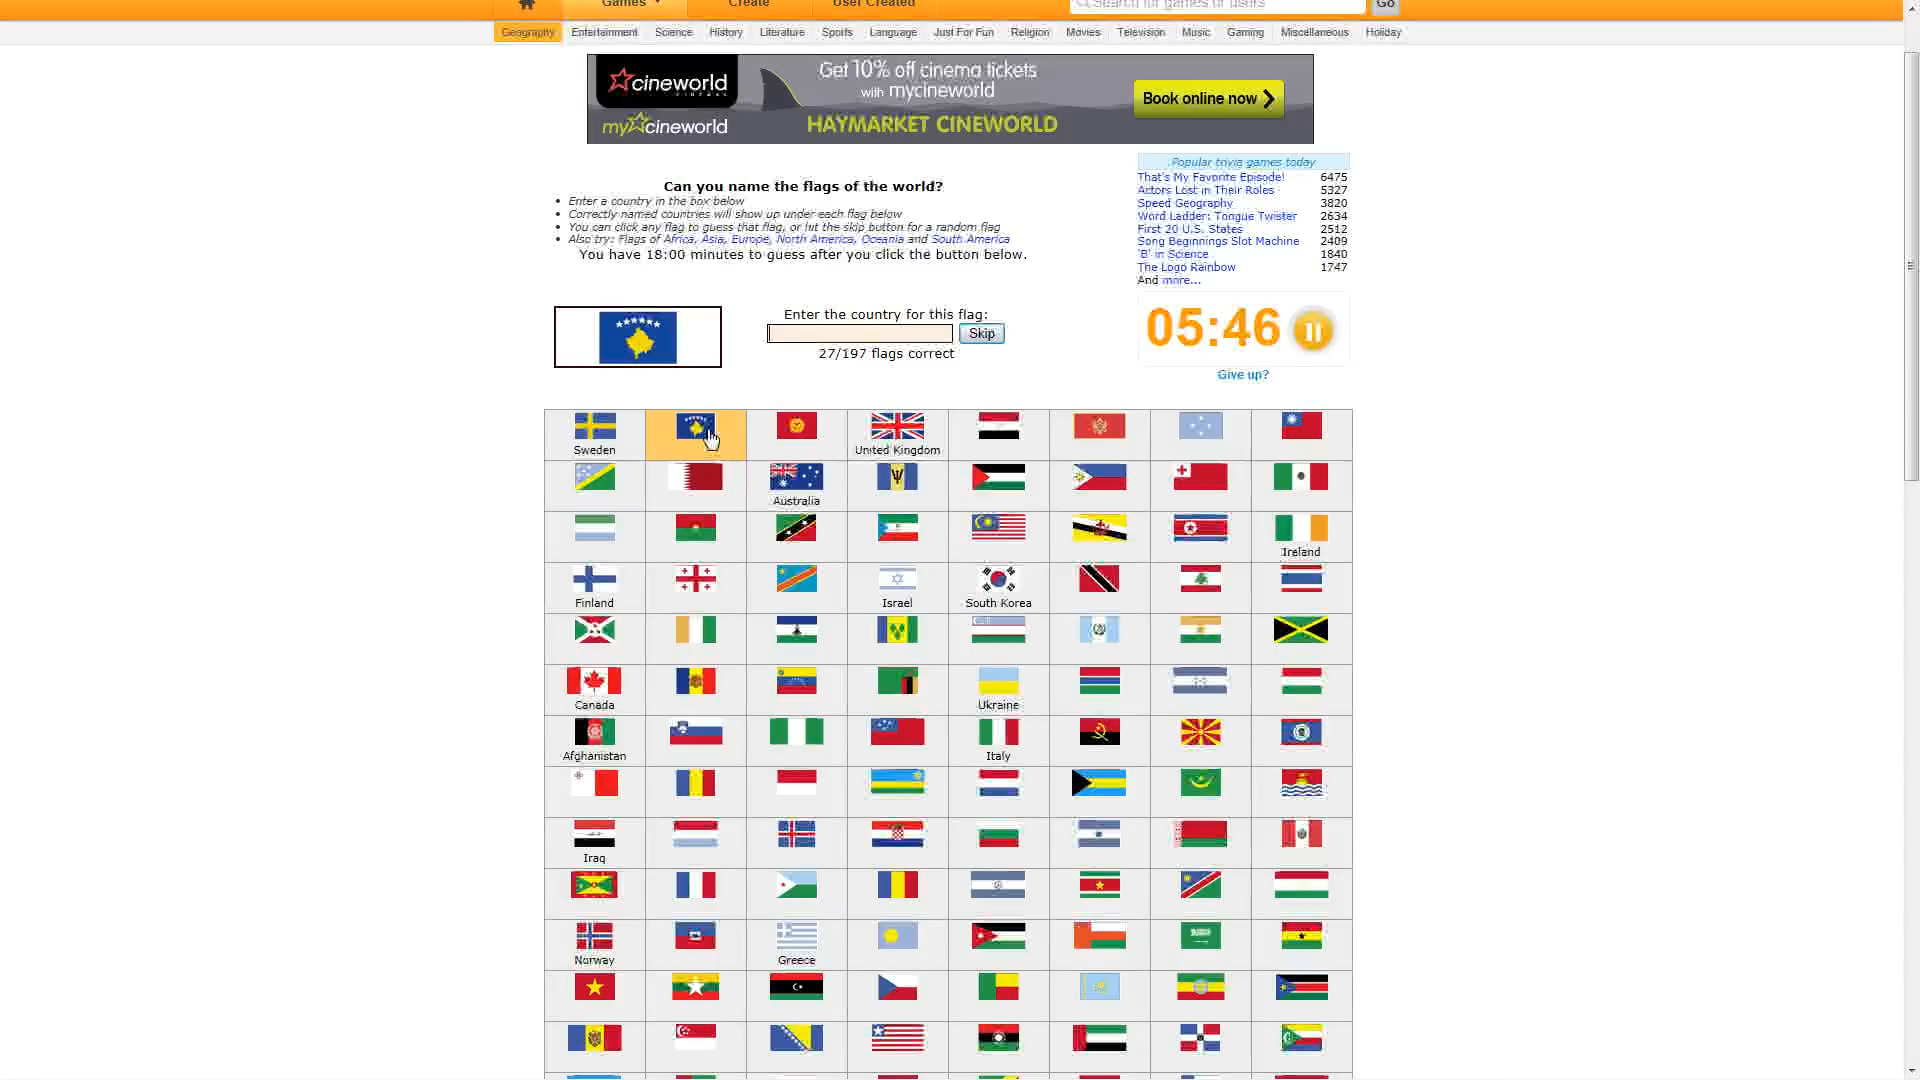 Games
Create
User Created
Search for games or users
Go
Geography Entertainment Science History Literature Sports Language Just For Fun Religion Movies Television Music Gaming Miscellaneous Holiday
cineworld
CINEMAS
my cineworld
Get 10% off cinema tickets
with mycineworld
HAYMARKET CINEWORLD
Book online now
Can you name the flags of the world?
• Enter a country in the box below
• Correctly named countries will show up under each flag below
• You can click any flag to guess that flag, or hit the skip button for a random flag
• Also try: Flags of Africa, Asia, Europe, North America, Oceania and South America
You have 18:00 minutes to guess after you click the button below.
Popular trivia games today
That's My Favorite Episode! 6475
Actors Lost in Their Roles 5327
Speed Geography 3820
Word Ladder: Tongue Twister 2634
First 20 U.S. States 2512
Song Beginnings Slot Machine 2409
'B' in Science 1840
The Logo Rainbow 1747
And more...
Enter the country for this flag:
Skip
27/197 flags correct
05:46
Give up?
Sweden
United Kingdom
Australia
Ireland
Finland
Israel
South Korea
Canada
Ukraine
Afghanistan
Italy
Iraq
Norway
Greece